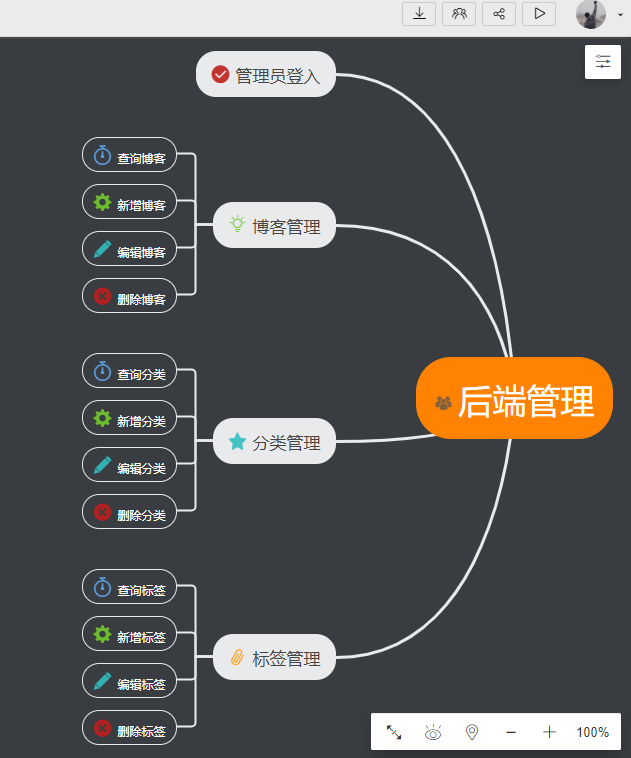 管理员登入
查询博客
新增博客
博客管理
编辑博客
删除博客
后端管理
查询分类
新增分类
分类管理
编辑分类
删除分类
查询标签
新增标签
标签管理
编辑标签
删除标签
100%